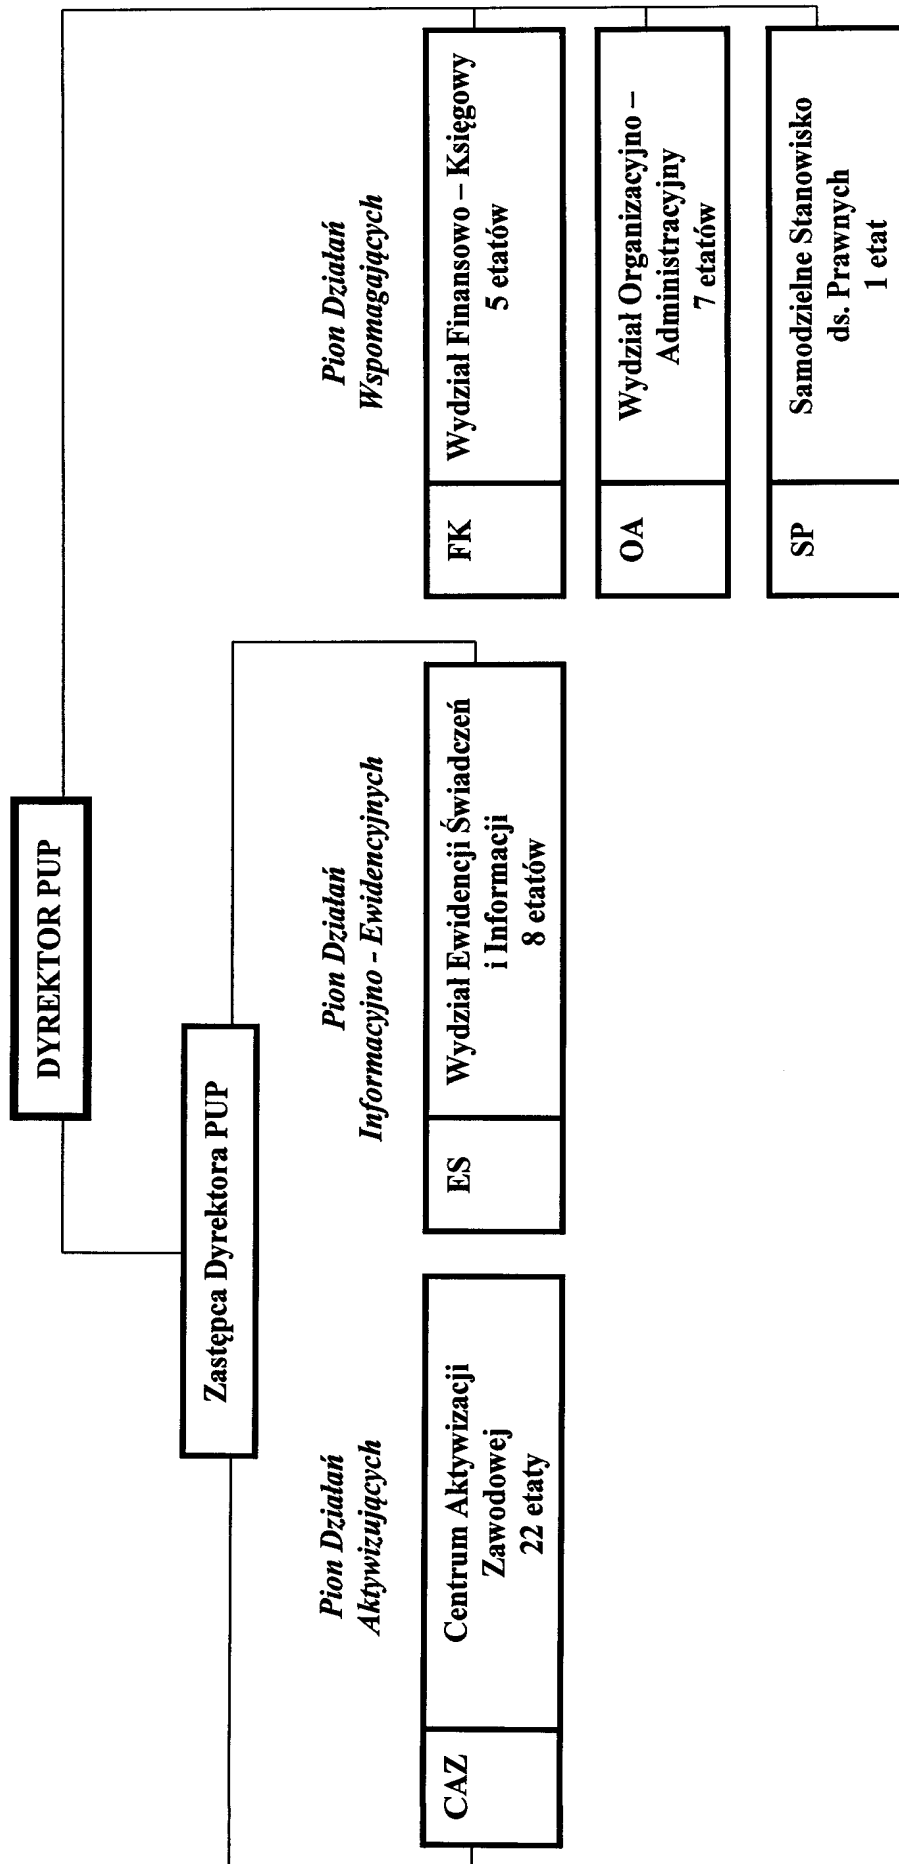 DYREKTOR PUP
Zastępca Dyrektora PUP
Pion Działań
Aktywizujących
CAZ
Centrum Aktywizacji
Zawodowej
22 etaty
Pion Działań
Informacyjno - Ewidencyjnych
ES
Wydział Ewidencji Świadczeń
i Informacji
8 etatów
Pion Działań
Wspomagających
FK
Wydział Finansowo – Księgowy
5 etatów
OA
Wydział Organizacyjno –
Administracyjny
7 etatów
SP
Samodzielne Stanowisko
ds. Prawnych
1 etat